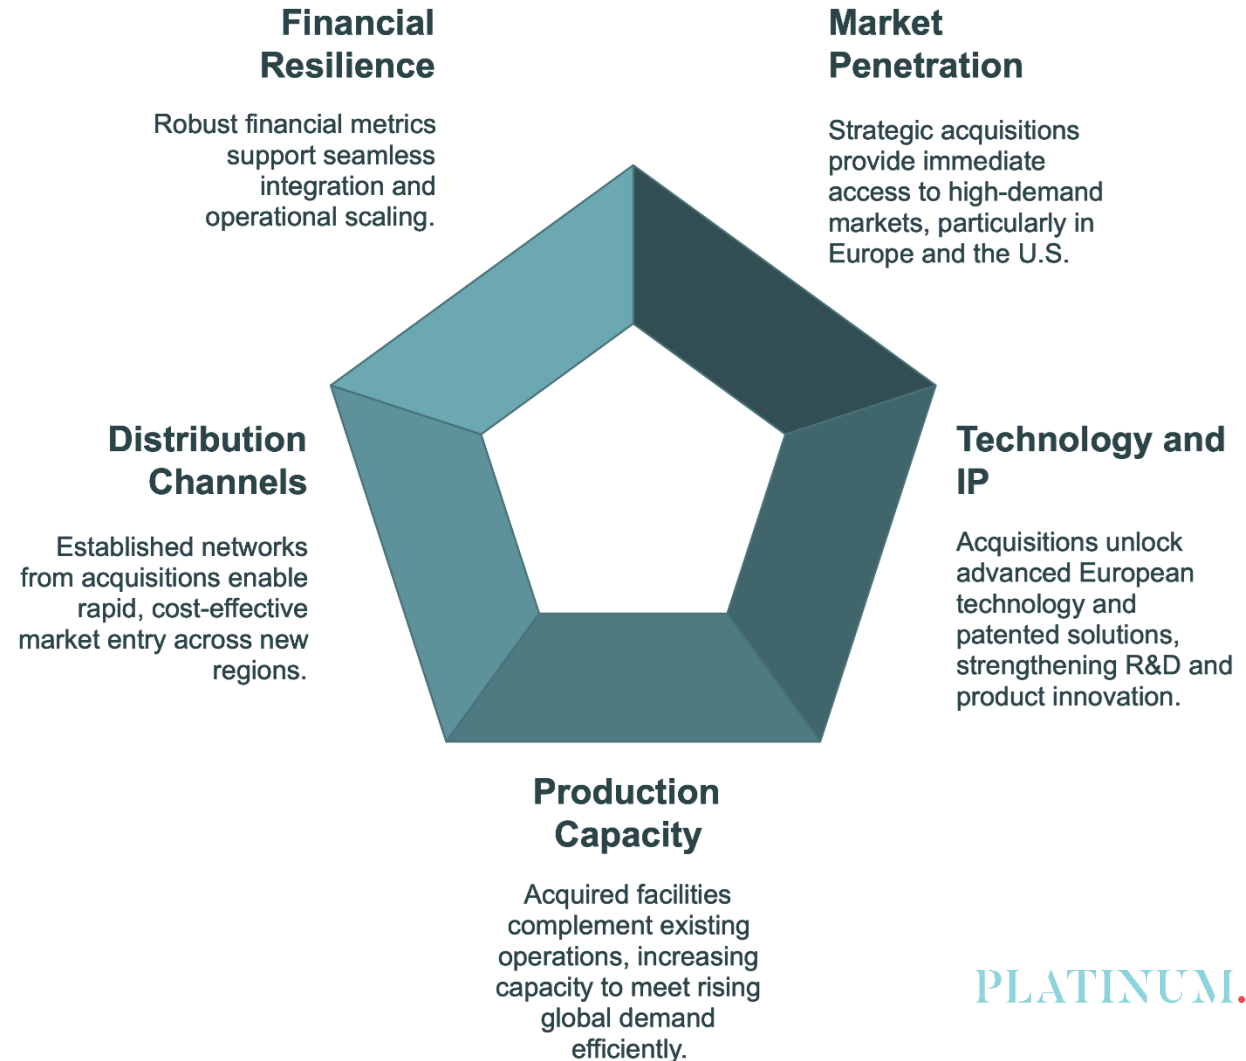 Financial
Resilience
Robust financial metrics
support seamless
integration and
operational scaling.
Market
Penetration
Strategic acquisitions
provide immediate
access to high-demand
markets, particularly in
Europe and the U.S.
Distribution
Channels
Established networks
from acquisitions enable
rapid, cost-effective
market entry across new
regions.
Technology and
IP
Acquisitions unlock
advanced European
technology and
patented solutions,
strengthening R&D and
product innovation.
Production
Capacity
Acquired facilities
complement existing
operations, increasing
capacity to meet rising
global demand
efficiently.
PLATINUM.